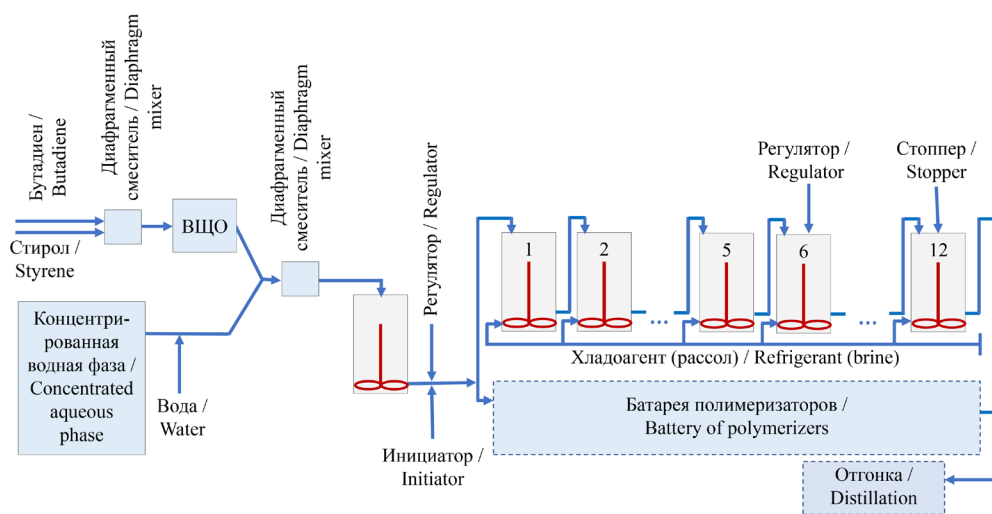 Бутадиен /
Butadiene
Стирол /
Styrene
Диафрагменный
смеситель / Diaphragm
mixer
ВЩО
Диафрагменный
смеситель / Diaphragm
mixer
Концентри-
рованная
водная фаза /
Concentrated
aqueous
phase
Вода /
Water
Регулятор / Regulator
Инициатор /
Initiator
Регулятор /
Regulator
Стоппер /
Stopper
1
2
...
5
6
...
12
Хладоагент (рассол) / Refrigerant (brine)
Батарея полимеризаторов /
Battery of polymerizers
Отгонка /
Distillation